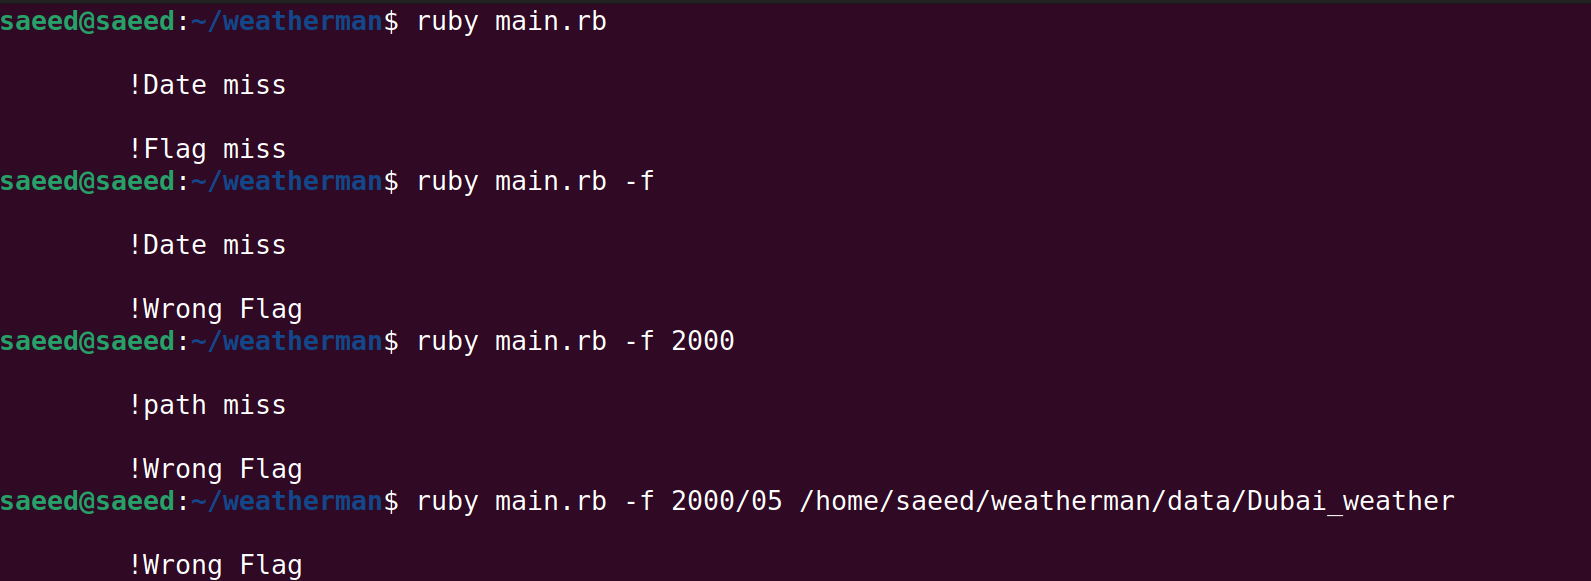 saeed@saeed:~/weatherman$ ruby main.rb
!Date miss
!Flag miss
saeed@saeed:~/weatherman$ ruby main.rb -f
!Date miss
!Wrong Flag
saeed@saeed:~/weatherman$ ruby main.rb -f 2000
!path miss
!Wrong Flag
saeed@saeed:~/weatherman$ ruby main.rb -f 2000/05 /home/saeed/weatherman/data/Dubai_weather
!Wrong Flag